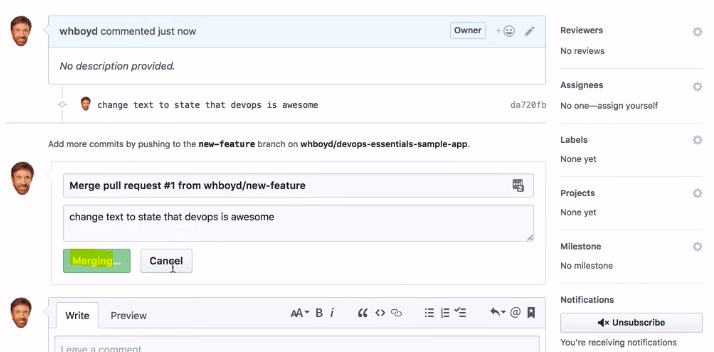 whboyd commented just now
Owner
No description provided.
change text to state that devops is awesome
da720fb
Add more commits by pushing to the new-feature branch on whboyd/devops-essentials-sample-app.
Merge pull request #1 from whboyd/new-feature
change text to state that devops is awesome
Merging...
Cancel
Write
Preview
AA
B
i
@
Leave a comment
Reviewers
No reviews
Assignees
No one—assign yourself
Labels
None yet
Projects
None yet
Milestone
No milestone
Notifications
Unsubscribe
You're receiving notifications